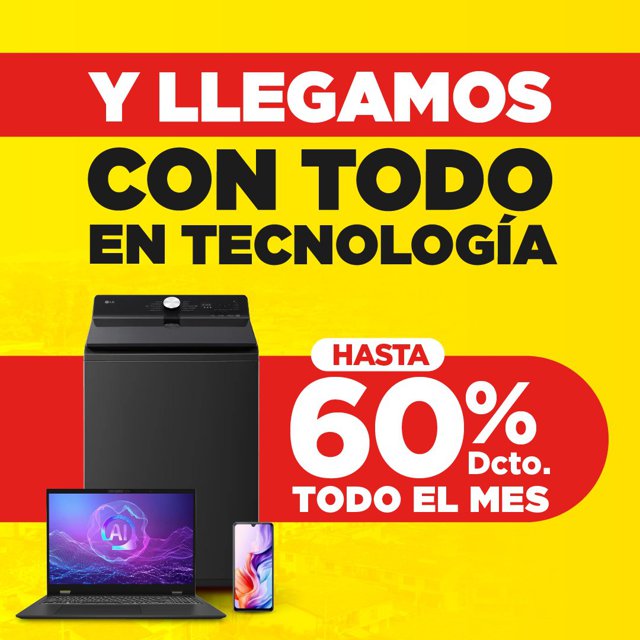 Y LLEGAMOS
CON TODO
EN TECNOLOGÍA
LG
HASTA
60%
Dcto.
TODO EL MES
AI